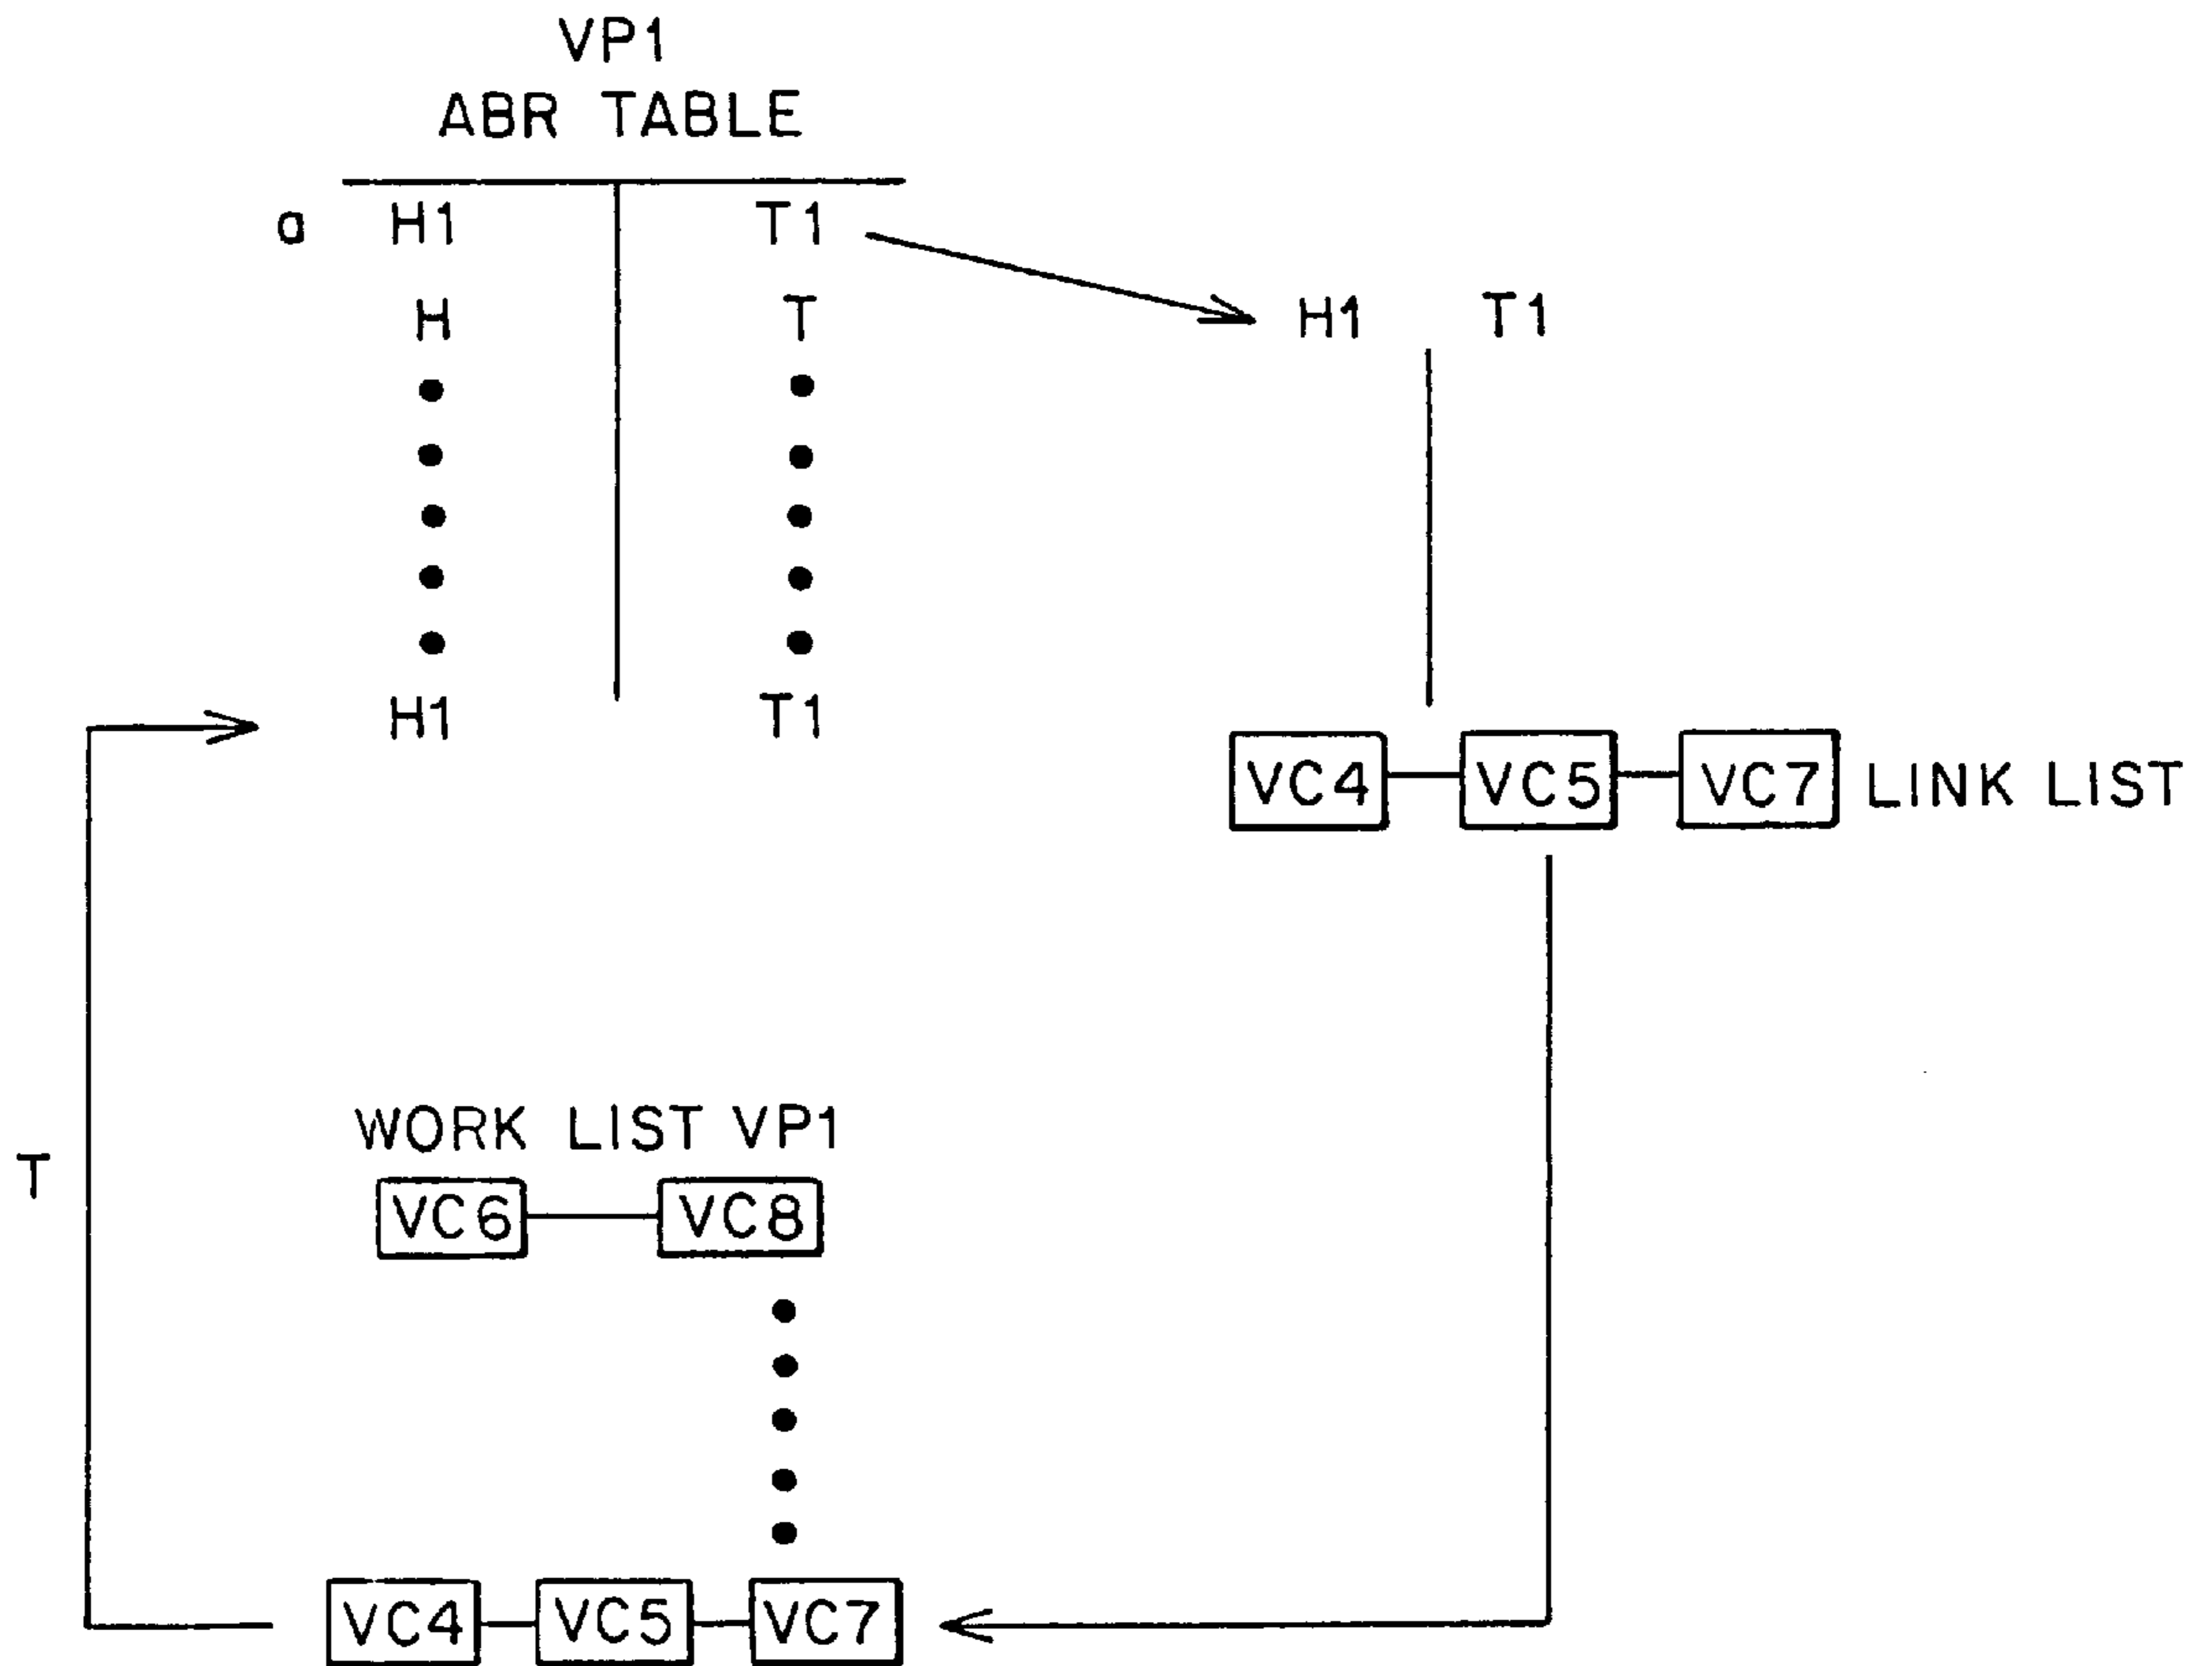 VP1
ABR TABLE
a H1 T1
H T
H1 T1
H1 T1
VC4 VC5 VC7 LINK LIST
WORK LIST VP1
T
VC6 VC8
VC4 VC5 VC7